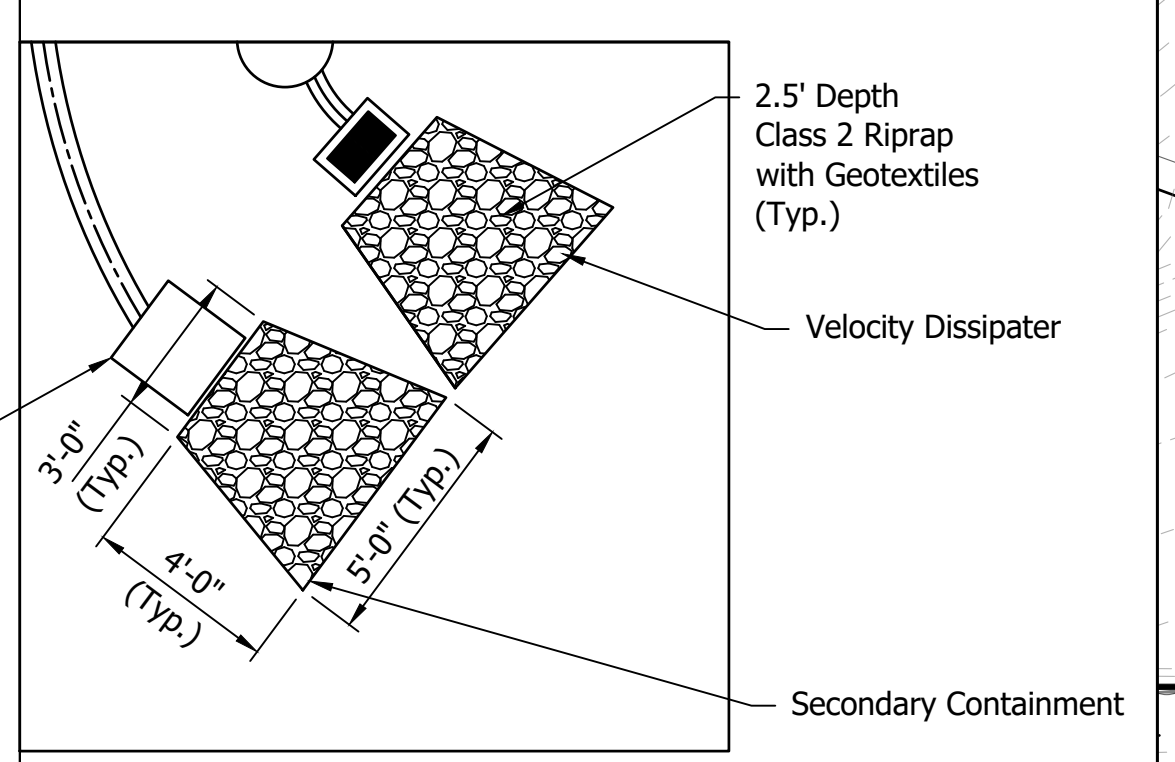 2.5' Depth
Class 2 Riprap
with Geotextiles
(Typ.)
Velocity Dissipater
3'-0"
(Typ.)
4'-0"
(Typ.)
5'-0" (Typ.)
Secondary Containment